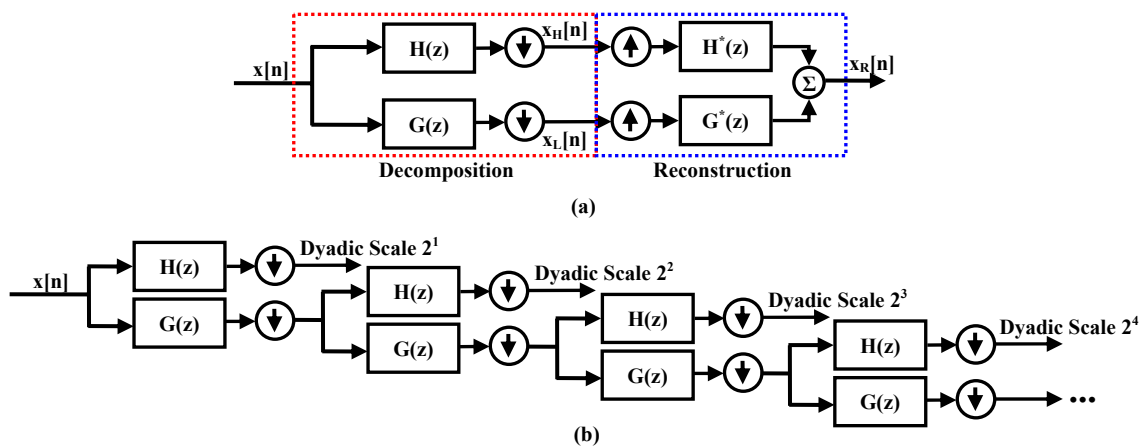 x[n]
H(z)
x_H[n]
H^*(z)
x_R[n]
Σ
G(z)
x_L[n]
G^*(z)
Decomposition
Reconstruction
(a)
x[n]
H(z)
Dyadic Scale 2^1
G(z)
H(z)
Dyadic Scale 2^2
G(z)
H(z)
Dyadic Scale 2^3
G(z)
H(z)
Dyadic Scale 2^4
G(z)
•••
(b)